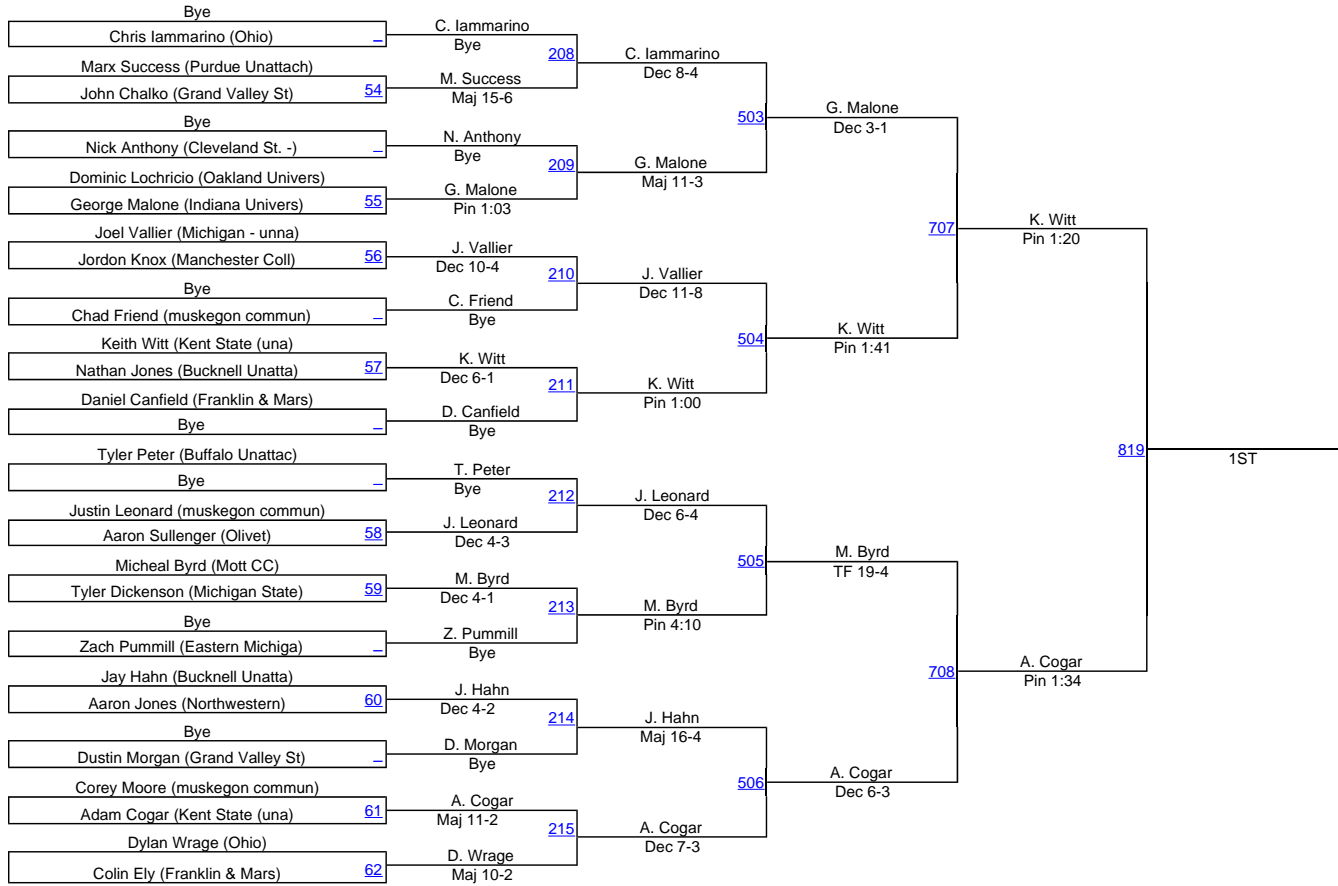 Bye
Chris Iammarino (Ohio)
Marx Success (Purdue Unattach)
John Chalko (Grand Valley St)
54
Bye
Nick Anthony (Cleveland St. -)
Dominic Lochricio (Oakland Univers)
George Malone (Indiana Univers)
55
Joel Vallier (Michigan - unna)
Jordon Knox (Manchester Coll)
56
Bye
Chad Friend (muskegon commun)
Keith Witt (Kent State (una)
Nathan Jones (Bucknell Unatta)
57
Daniel Canfield (Franklin & Mars)
Bye
Tyler Peter (Buffalo Unattac)
Bye
Justin Leonard (muskegon commun)
Aaron Sullenger (Olivet)
58
Micheal Byrd (Mott CC)
Tyler Dickenson (Michigan State)
59
Bye
Zach Pummill (Eastern Michiga)
Jay Hahn (Bucknell Unatta)
Aaron Jones (Northwestern)
60
Bye
Dustin Morgan (Grand Valley St)
Corey Moore (muskegon commun)
Adam Cogar (Kent State (una)
61
Dylan Wrage (Ohio)
Colin Ely (Franklin & Mars)
62
C. Iammarino
Bye
208
M. Success
Maj 15-6
N. Anthony
Bye
209
G. Malone
Pin 1:03
J. Vallier
Dec 10-4
210
C. Friend
Bye
K. Witt
Dec 6-1
211
D. Canfield
Bye
T. Peter
Bye
212
J. Leonard
Dec 4-3
M. Byrd
Dec 4-1
213
Z. Pummill
Bye
J. Hahn
Dec 4-2
214
D. Morgan
Bye
A. Cogar
Maj 11-2
215
D. Wrage
Maj 10-2
C. Iammarino
Dec 8-4
503
G. Malone
Maj 11-3
J. Vallier
Dec 11-8
504
K. Witt
Pin 1:00
J. Leonard
Dec 6-4
505
M. Byrd
Pin 4:10
J. Hahn
Maj 16-4
506
A. Cogar
Dec 7-3
G. Malone
Dec 3-1
707
K. Witt
Pin 1:41
M. Byrd
TF 19-4
708
A. Cogar
Dec 6-3
K. Witt
Pin 1:20
819
A. Cogar
Pin 1:34
1ST